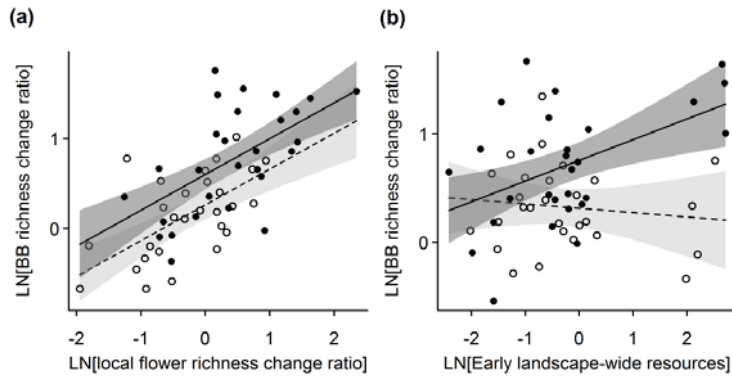 (a)
(b)
LN[BB richness change ratio]
1
0
-2
-1
0
1
2
LN[local flower richness change ratio]
LN[BB richness change ratio]
1
0
-2
-1
0
1
2
LN[Early landscape-wide resources]